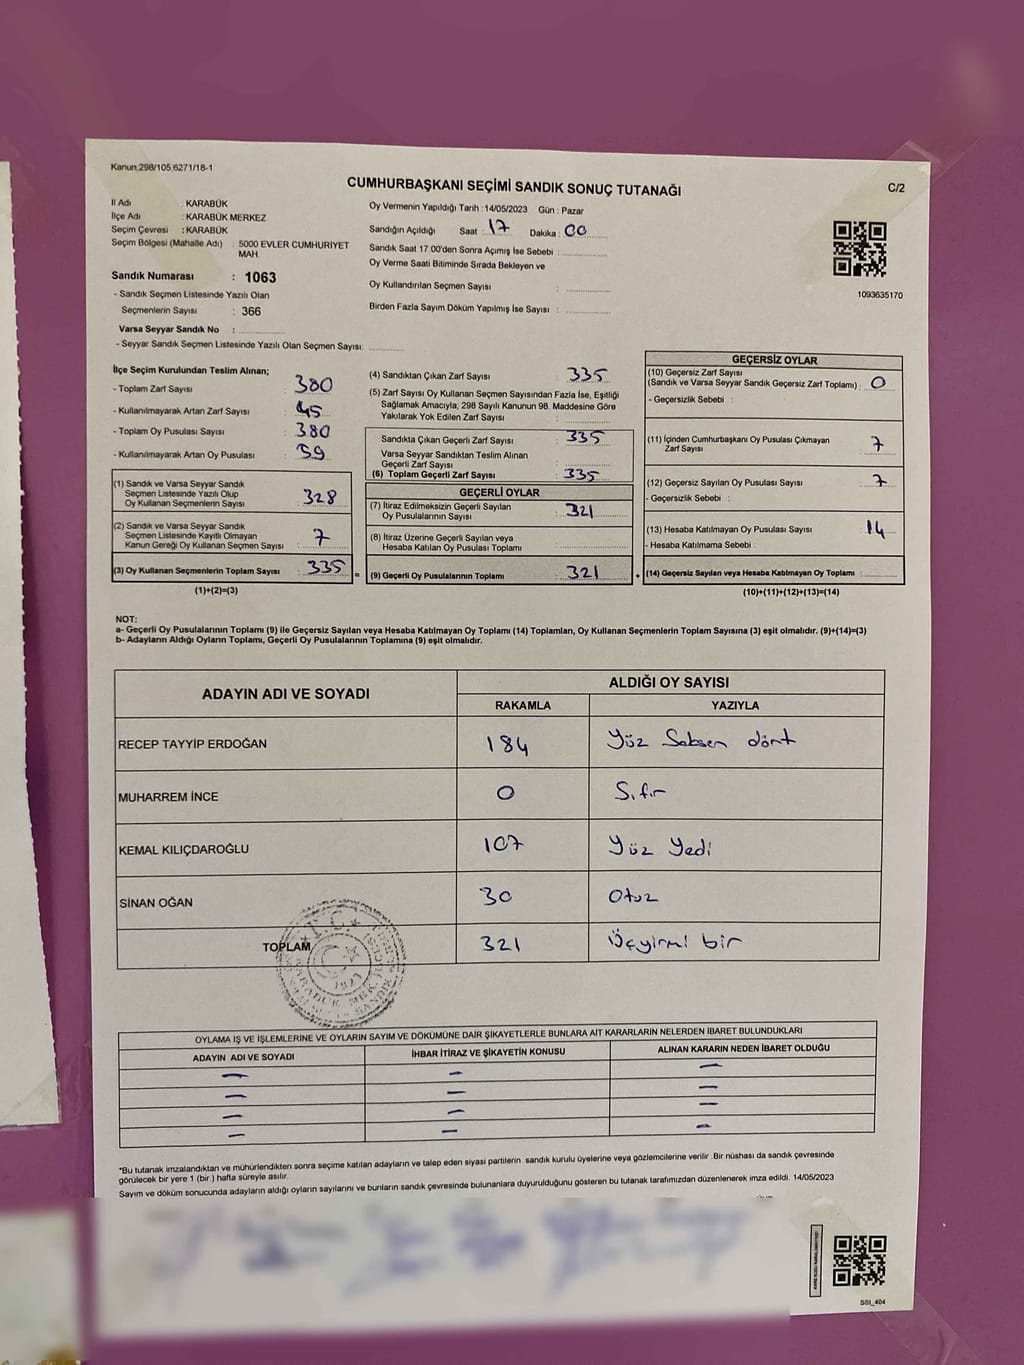 Kanun:298/105;6271/18-1
CUMHURBAŞKANI SEÇİMİ SANDIK SONUÇ TUTANAĞI
C/2
İl Adı : KARABÜK
İlçe Adı : KARABÜK MERKEZ
Seçim Çevresi : KARABÜK
Seçim Bölgesi (Mahalle Adı) : 5000 EVLER CUMHURİYET MAH.
Sandık Numarası : 1063
- Sandık Seçmen Listesinde Yazılı Olan
Seçmenlerin Sayısı : 366
Varsa Seyyar Sandık No :
- Seyyar Sandık Seçmen Listesinde Yazılı Olan Seçmen Sayısı:
Oy Vermenin Yapıldığı Tarih :14/05/2023 Gün : Pazar
Sandığın Açıldığı Saat 17 Dakika 00
Sandık Saat 17:00'den Sonra Açımış İse Sebebi :
Oy Verme Saati Bitiminde Sırada Bekleyen ve
Oy Kullandırılan Seçmen Sayısı :
Birden Fazla Sayım Döküm Yapılmış İse Sayısı :
1093635170
İlçe Seçim Kurulundan Teslim Alınan;
- Toplam Zarf Sayısı : 380
- Kullanılmayarak Artan Zarf Sayısı : 45
- Toplam Oy Pusulası Sayısı : 380
- Kullanılmayarak Artan Oy Pusulası : 59
(1) Sandık ve Varsa Seyyar Sandık
Seçmen Listesinde Yazılı Olup
Oy Kullanan Seçmenlerin Sayısı : 328
(2) Sandık ve Varsa Seyyar Sandık
Seçmen Listesinde Kayıtlı Olmayan
Kanun Gereği Oy Kullanan Seçmen Sayısı : 7
(3) Oy Kullanan Seçmenlerin Toplam Sayısı : 335 =
(1)+(2)=(3)
(4) Sandıktan Çıkan Zarf Sayısı : 335
(5) Zarf Sayısı Oy Kullanan Seçmen Sayısından Fazla İse, Eşitliği
Sağlamak Amacıyla, 298 Sayılı Kanunun 98. Maddesine Göre
Yakılarak Yok Edilen Zarf Sayısı :
Sandıkta Çıkan Geçerli Zarf Sayısı : 335
Varsa Seyyar Sandıktan Teslim Alınan
Geçerli Zarf Sayısı :
(6) Toplam Geçerli Zarf Sayısı : 335
GEÇERLİ OYLAR
(7) İtiraz Edilmeksizin Geçerli Sayılan
Oy Pusulalarının Sayısı : 321
(8) İtiraz Üzerine Geçerli Sayılan veya
Hesaba Katılan Oy Pusulası Toplamı :
(9) Geçerli Oy Pusulalarının Toplamı : 321 +
GEÇERSİZ OYLAR
(10) Geçersiz Zarf Sayısı
(Sandık ve Varsa Seyyar Sandık Geçersiz Zarf Toplamı) : 0
- Geçersizlik Sebebi :
(11) İçinden Cumhurbaşkanı Oy Pusulası Çıkmayan
Zarf Sayısı : 7
(12) Geçersiz Sayılan Oy Pusulası Sayısı : 7
- Geçersizlik Sebebi :
(13) Hesaba Katılmayan Oy Pusulası Sayısı : 14
- Hesaba Katılmama Sebebi :
(14) Geçersiz Sayılan veya Hesaba Katılmayan Oy Toplamı :
(10)+(11)+(12)+(13)=(14)
NOT:
a- Geçerli Oy Pusulalarının Toplamı (9) ile Geçersiz Sayılan veya Hesaba Katılmayan Oy Toplamı (14) Toplamları, Oy Kullanan Seçmenlerin Toplam Sayısına (3) eşit olmalıdır. (9)+(14)=(3)
b- Adayların Aldığı Oyların Toplamı, Geçerli Oy Pusulalarının Toplamına (9) eşit olmalıdır.
ADAYIN ADI VE SOYADI
ALDIĞI OY SAYISI
RAKAMLA YAZIYLA
RECEP TAYYİP ERDOĞAN 184 Yüz Seksen dört
MUHARREM İNCE 0 Sıfır
KEMAL KILIÇDAROĞLU 107 Yüz Yedi
SİNAN OĞAN 30 Otuz
TOPLAM 321 Üçyirmi bir
T.C.
1923
OYLAMA İŞ VE İŞLEMLERİNE VE OYLARIN SAYIM VE DÖKÜMÜNE DAİR ŞİKAYETLERLE BUNLARA AİT KARARLARIN NELERDEN İBARET BULUNDUKLARI
ADAYIN ADI VE SOYADI İHBAR İTİRAZ VE ŞİKAYETİN KONUSU ALINAN KARARIN NEDEN İBARET OLDUĞU
— — —
— — —
— — —
— — —
*Bu tutanak imzalandıktan ve mühürlendikten sonra seçime katılan adayların ve talep eden siyasi partilerin sandık kurulu üyelerine veya gözlemcilerine verilir. Bir nüshası da sandık çevresinde
görülecek bir yere 1 (bir) hafta süreyle asılır.
Sayım ve döküm sonucunda adayların aldığı oyların sayılarını ve bunların sandık çevresinde bulunanlara duyurulduğunu gösteren bu tutanak tarafımızdan düzenlenerek imza edildi. 14/05/2023
SSI_404